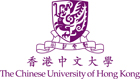 香港中文大學
The Chinese University of Hong Kong